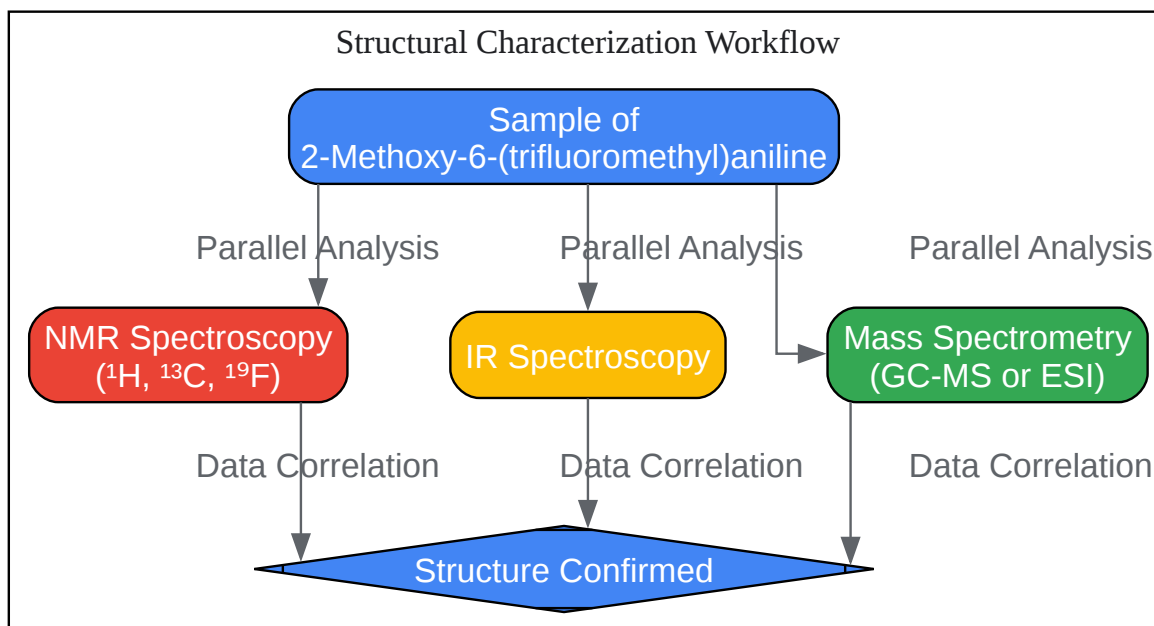 Structural Characterization Workflow
Sample of
2-Methoxy-6-(trifluoromethyl)aniline
Parallel Analysis
Parallel Analysis
Parallel Analysis
NMR Spectroscopy
(¹H, ¹³C, ¹⁹F)
IR Spectroscopy
Mass Spectrometry
(GC-MS or ESI)
Data Correlation
Data Correlation
Data Correlation
Structure Confirmed